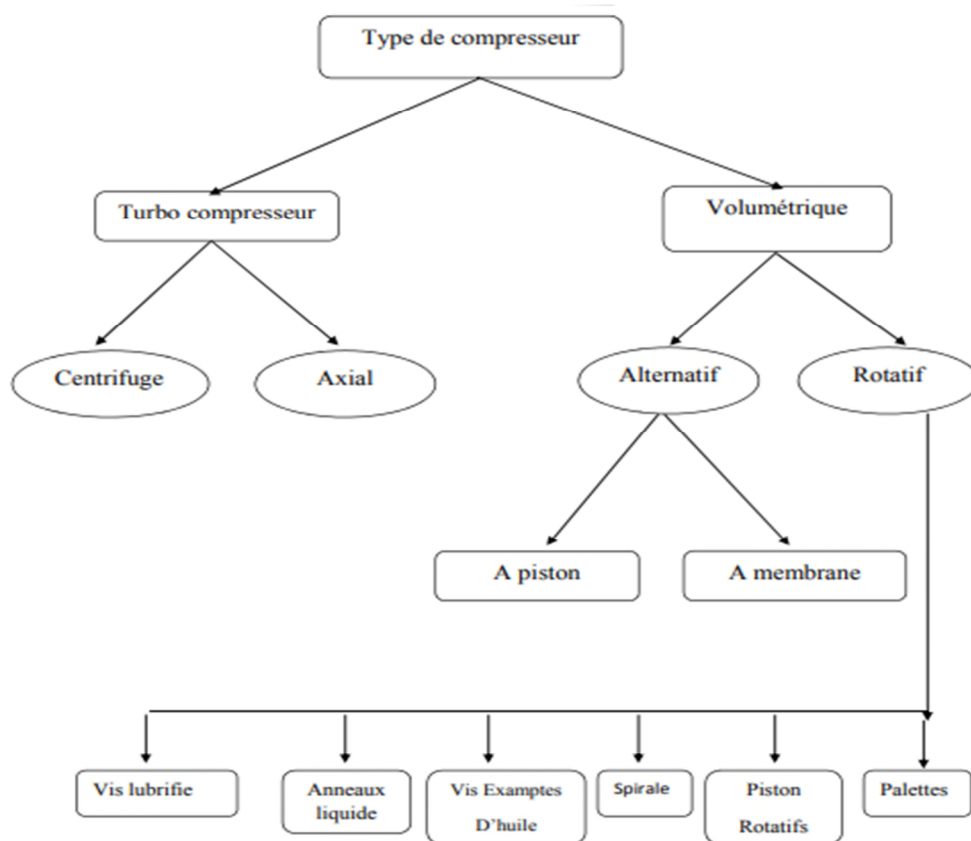 Type de compresseur
Turbo compresseur
Volumétrique
Centrifuge
Axial
Alternatif
Rotatif
A piston
A membrane
Vis lubrifie
Anneaux
liquide
Vis Examptes
D'huile
Spirale
Piston
Rotatifs
Palettes